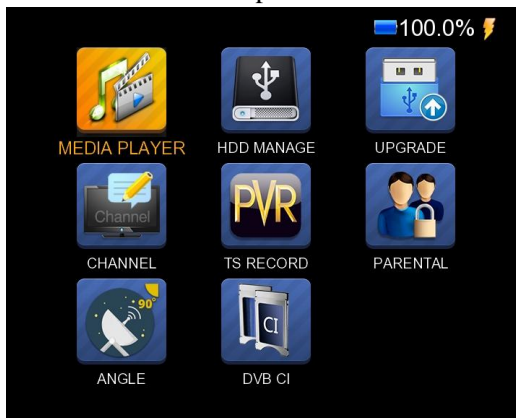 100.0%
MEDIA PLAYER
HDD MANAGE
UPGRADE
Channel
PVR
CHANNEL
TS RECORD
PARENTAL
90°
CI
ANGLE
DVB CI